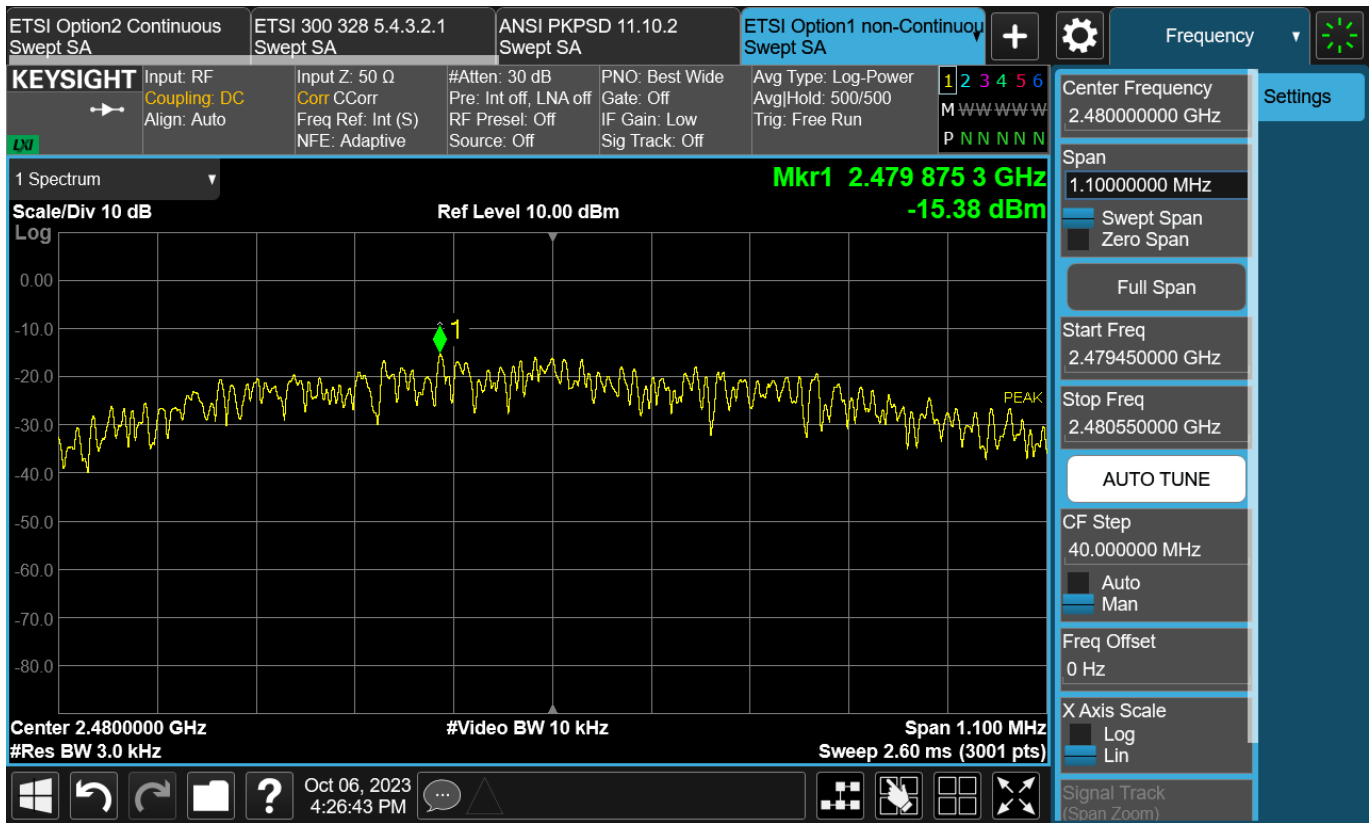 ETSI Option2 Continuous
Swept SA
ETSI 300 328 5.4.3.2.1
Swept SA
ANSI PKPSD 11.10.2
Swept SA
ETSI Option1 non-Continuou
Swept SA
+
Frequency
KEYSIGHT
LXI
Input: RF
Coupling: DC
Align: Auto
Input Z: 50 Ω
Corr CCorr
Freq Ref: Int (S)
NFE: Adaptive
#Atten: 30 dB
Pre: Int off, LNA off
RF Presel: Off
Source: Off
PNO: Best Wide
Gate: Off
IF Gain: Low
Sig Track: Off
Avg Type: Log-Power
Avg|Hold: 500/500
Trig: Free Run
1 2 3 4 5 6
M W W W W W
P N N N N N
1 Spectrum
Mkr1 2.479 875 3 GHz
Scale/Div 10 dB
Ref Level 10.00 dBm
-15.38 dBm
Log
0.00
-10.0
1
-20.0
PEAK
-30.0
-40.0
-50.0
-60.0
-70.0
-80.0
Center 2.4800000 GHz
#Video BW 10 kHz
Span 1.100 MHz
#Res BW 3.0 kHz
Sweep 2.60 ms (3001 pts)
Center Frequency
2.480000000 GHz
Span
1.10000000 MHz
Swept Span
Zero Span
Full Span
Start Freq
2.479450000 GHz
Stop Freq
2.480550000 GHz
AUTO TUNE
CF Step
40.000000 MHz
Auto
Man
Freq Offset
0 Hz
X Axis Scale
Log
Lin
Signal Track
(Span Zoom)
Settings
?
Oct 06, 2023
4:26:43 PM